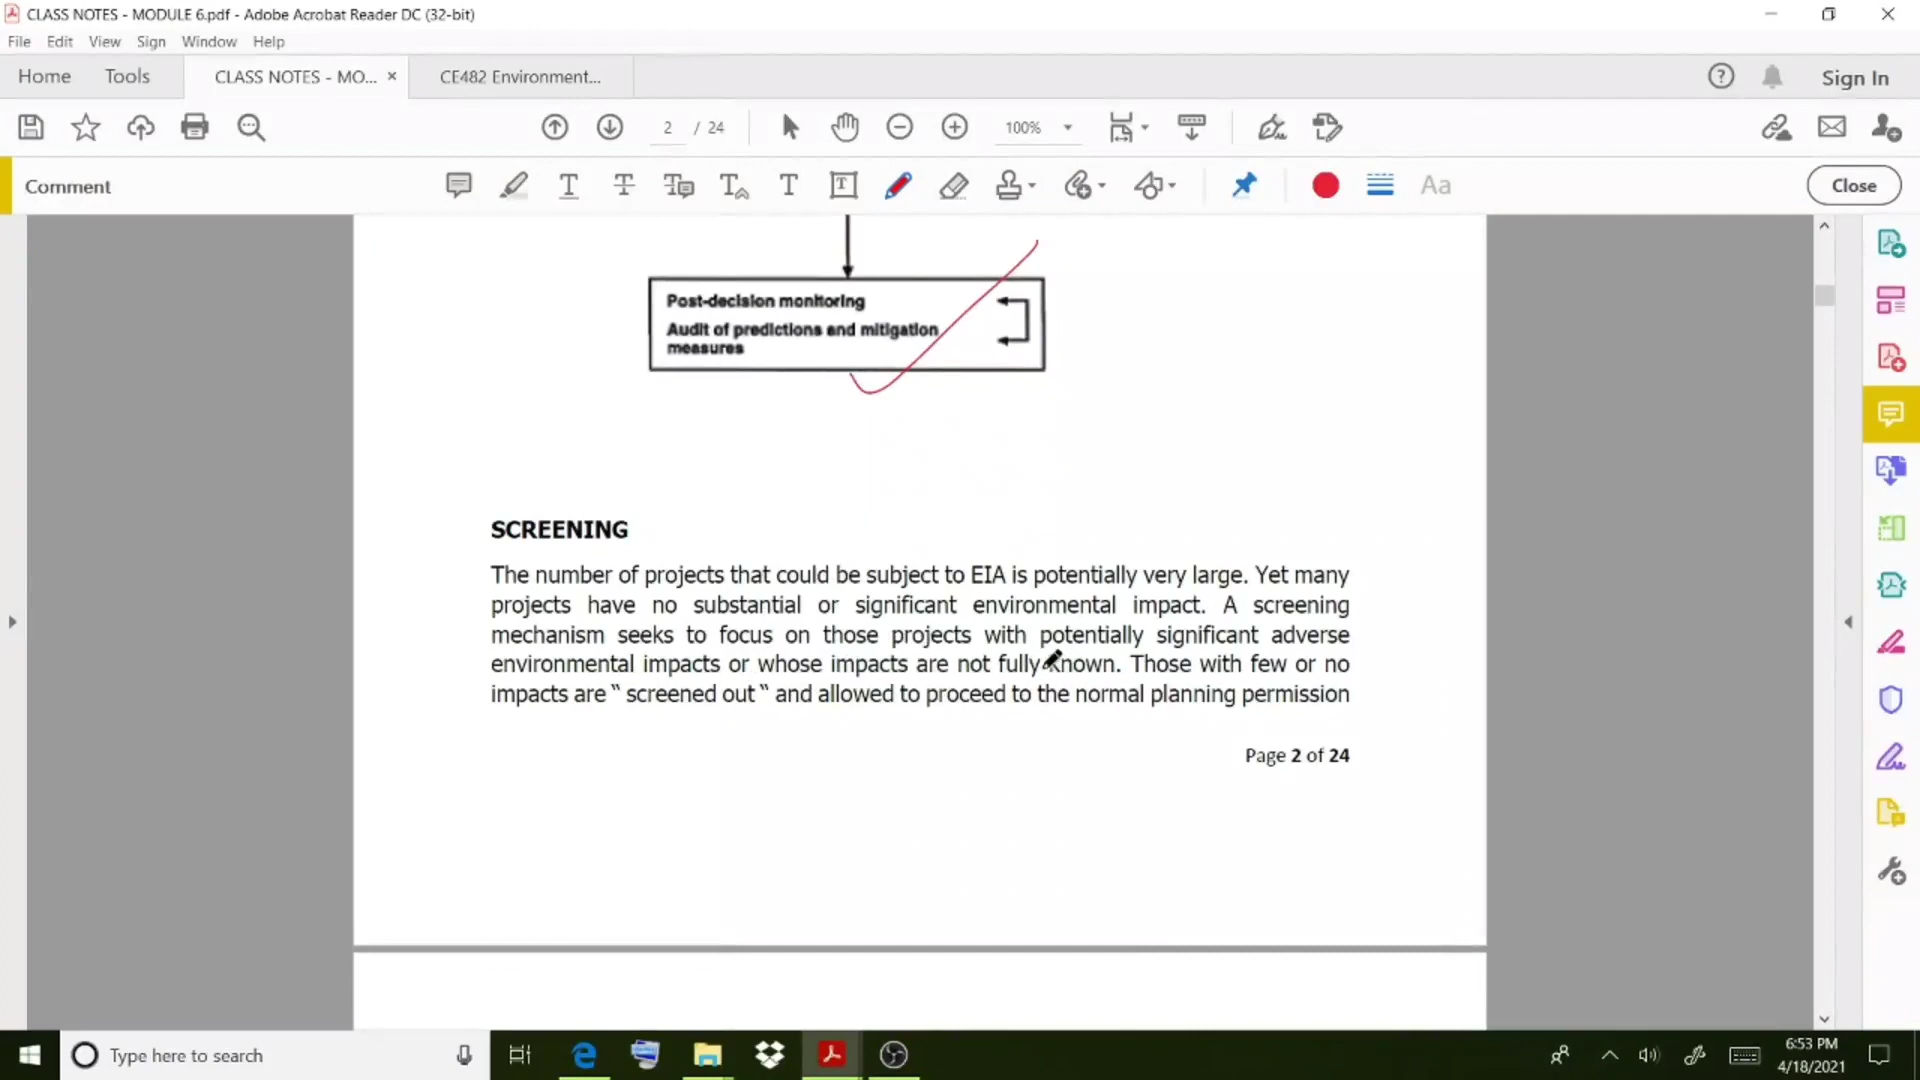 CLASS NOTES - MODULE 6.pdf - Adobe Acrobat Reader DC (32-bit)
File Edit View Sign Window Help
Home Tools CLASS NOTES - MO... × CE482 Environment... Sign In
2 / 24 100%
Comment Close
Post-decision monitoring
Audit of predictions and mitigation
measures
SCREENING
The number of projects that could be subject to EIA is potentially very large. Yet many
projects have no substantial or significant environmental impact. A screening
mechanism seeks to focus on those projects with potentially significant adverse
environmental impacts or whose impacts are not fully known. Those with few or no
impacts are “ screened out “ and allowed to proceed to the normal planning permission
Page 2 of 24
Type here to search
6:53 PM
4/18/2021